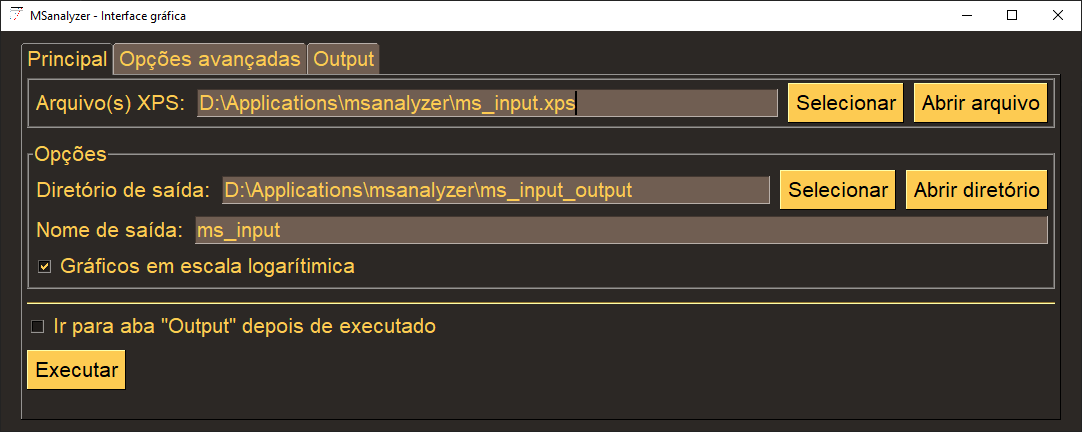 MSanalyzer - Interface gráfica
Principal Opções avançadas Output
Arquivo(s) XPS: D:\Applications\msanalyzer\ms_input.xps Selecionar Abrir arquivo
Opções
Diretório de saída: D:\Applications\msanalyzer\ms_input_output Selecionar Abrir diretório
Nome de saída: ms_input
Gráficos em escala logarítimica
Ir para aba "Output" depois de executado
Executar